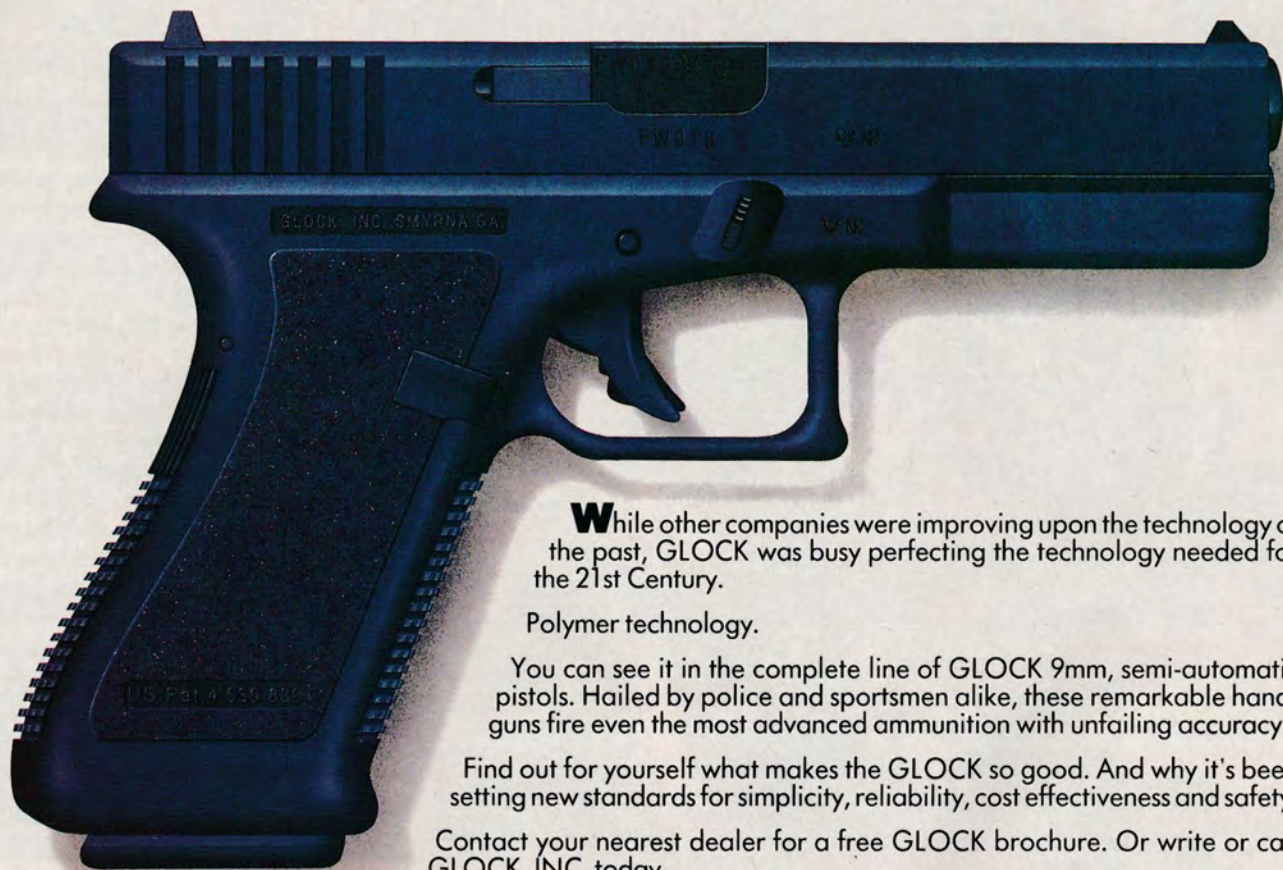 GLOCK, INC. SMYRNA GA.
US Pat
While other companies were improving upon the technology o
the past, GLOCK was busy perfecting the technology needed fo
the 21st Century.
Polymer technology.
You can see it in the complete line of GLOCK 9mm, semi-automati
pistols. Hailed by police and sportsmen alike, these remarkable hand
guns fire even the most advanced ammunition with unfailing accuracy
Find out for yourself what makes the GLOCK so good. And why it's bee
setting new standards for simplicity, reliability, cost effectiveness and safety
Contact your nearest dealer for a free GLOCK brochure. Or write or ca
GLOCK, INC. today.